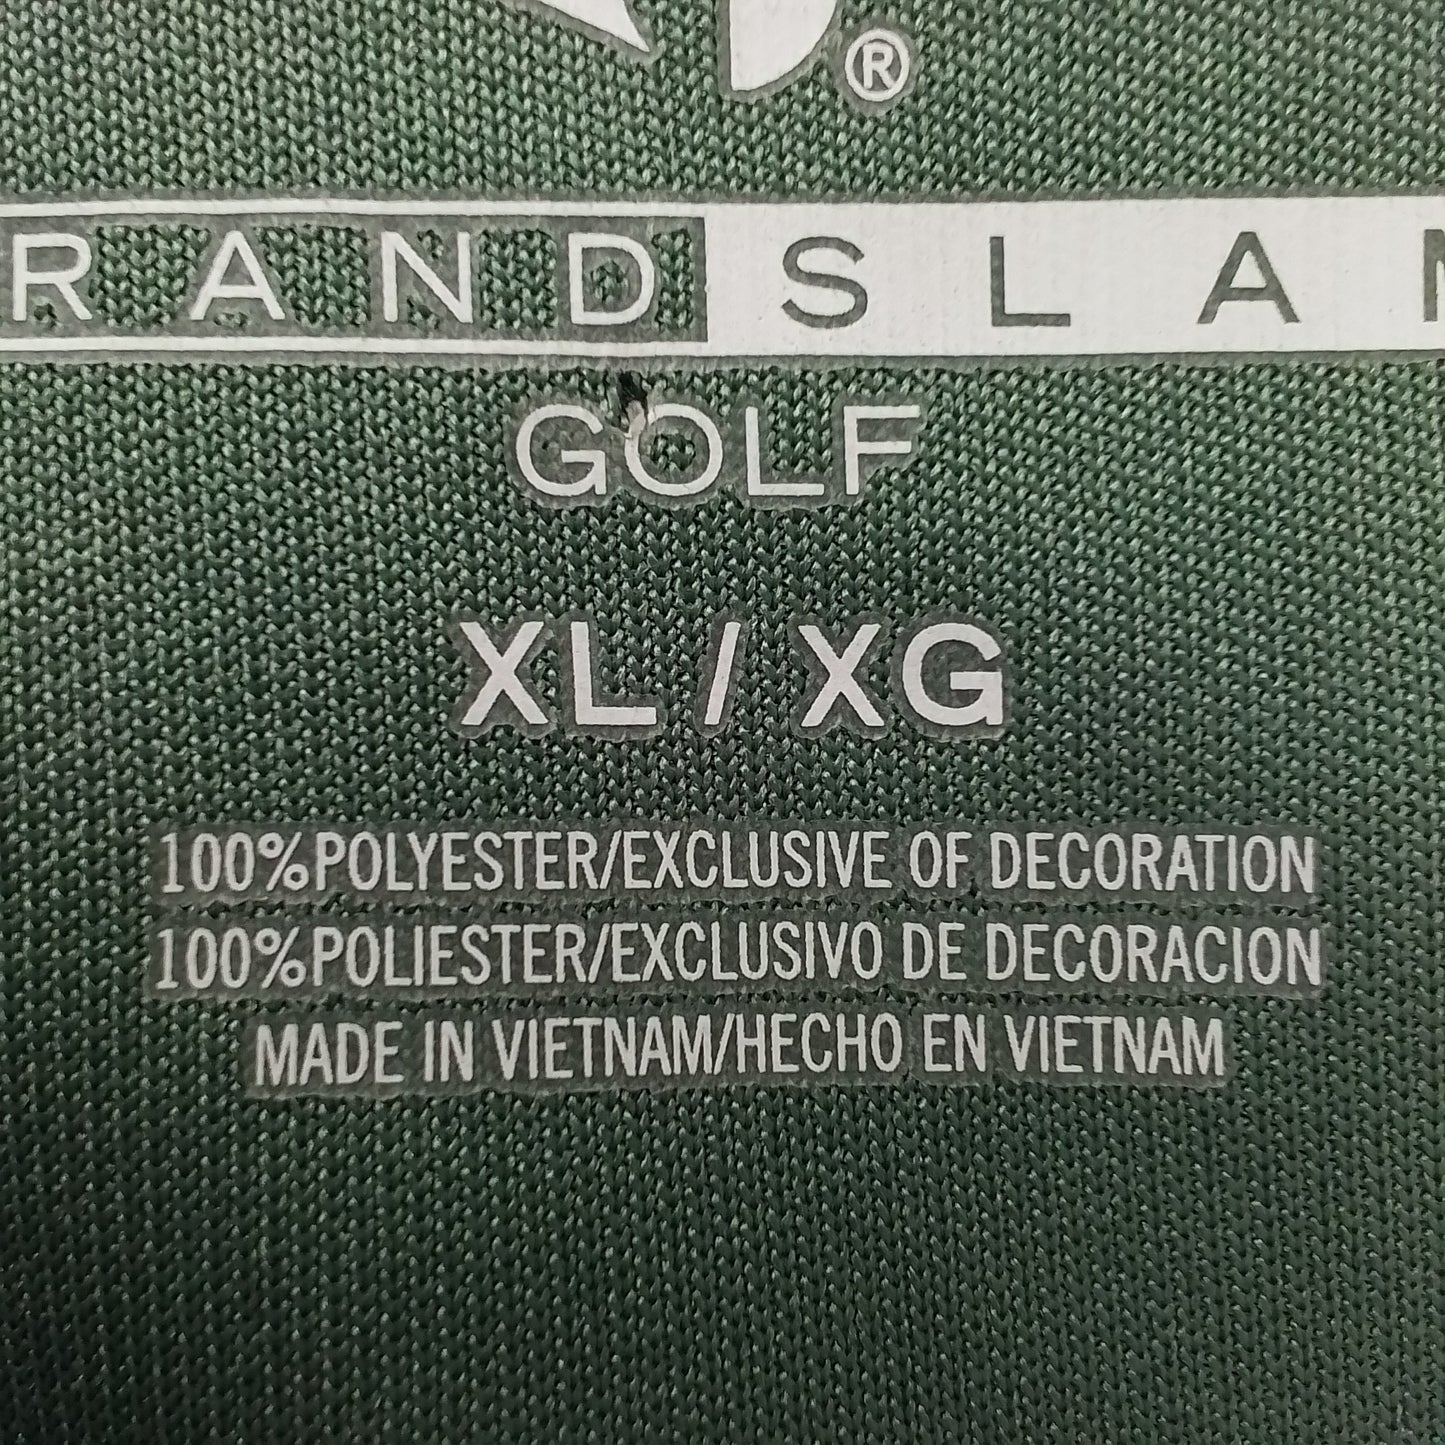 ®
RAND SLAM
GOLF
XL / XG
100%POLYESTER/EXCLUSIVE OF DECORATION
100%POLIESTER/EXCLUSIVO DE DECORACION
MADE IN VIETNAM/HECHO EN VIETNAM